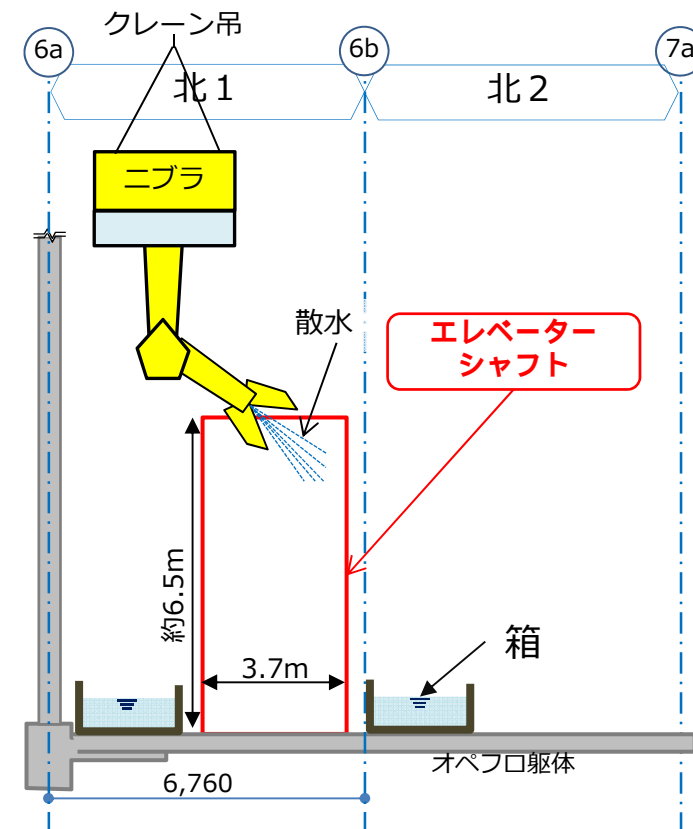 クレーン吊
6a
6b
7a
北1
北2
ニブラ
散水
エレベーター
シャフト
約6.5m
3.7m
箱
オペフロ躯体
6,760